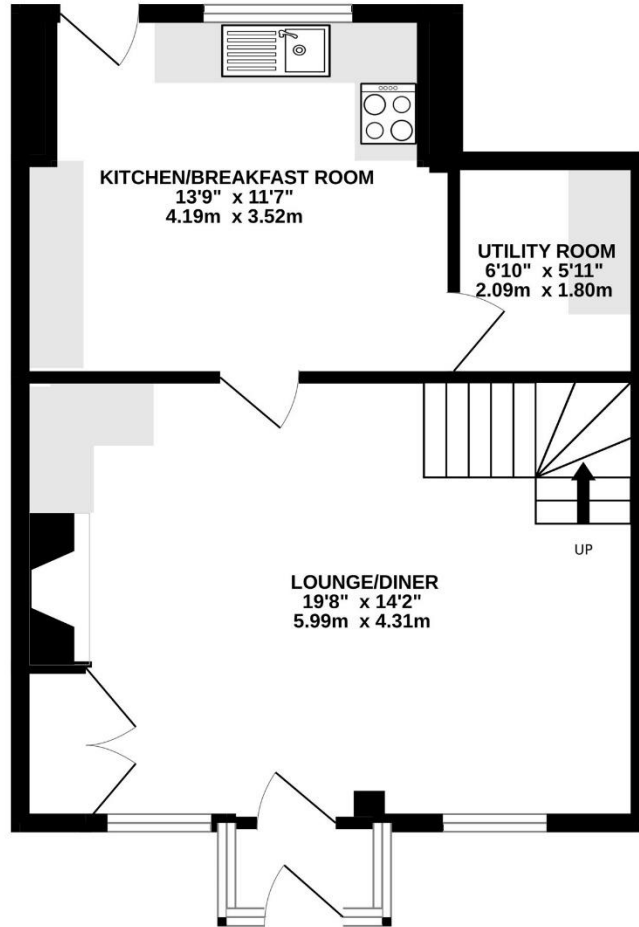 KITCHEN/BREAKFAST ROOM
13'9" x 11'7"
4.19m x 3.52m
UTILITY ROOM
6'10" x 5'11"
2.09m x 1.80m
UP
LOUNGE/DINER
19'8" x 14'2"
5.99m x 4.31m